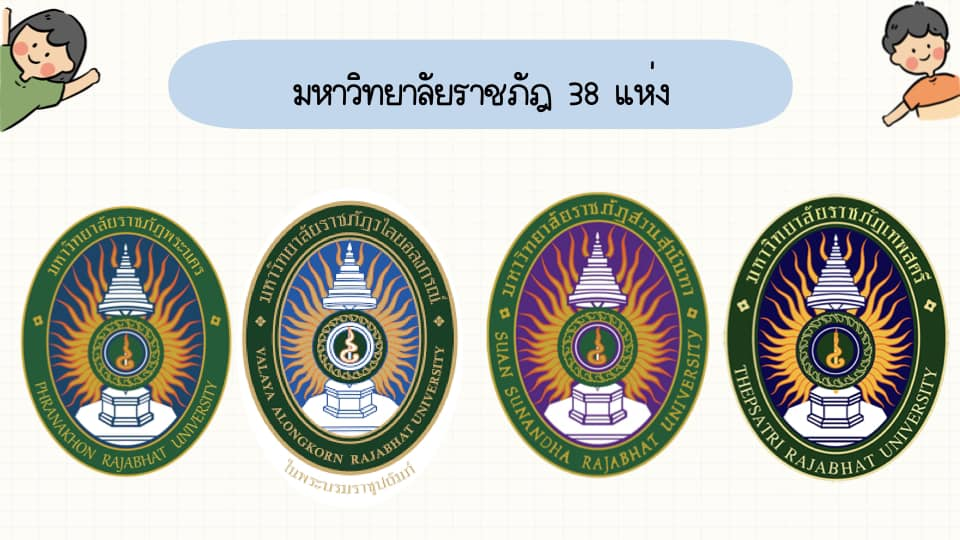 มหาวิทยาลัยราชภัฎ 38 แห่ง
มหาวิทยาลัยราชภัฏพระนคร
PHRANAKHON RAJABHAT UNIVERSITY
มหาวิทยาลัยราชภัฏวไลยอลงกรณ์
VALAYA ALONGKORN RAJABHAT UNIVERSITY
ในพระบรมราชูปถัมภ์
มหาวิทยาลัยราชภัฏสวนสุนันทา
SUAN SUNANDHA RAJABHAT UNIVERSITY
มหาวิทยาลัยราชภัฏเทพสตรี
THEPSATRI RAJABHAT UNIVERSITY